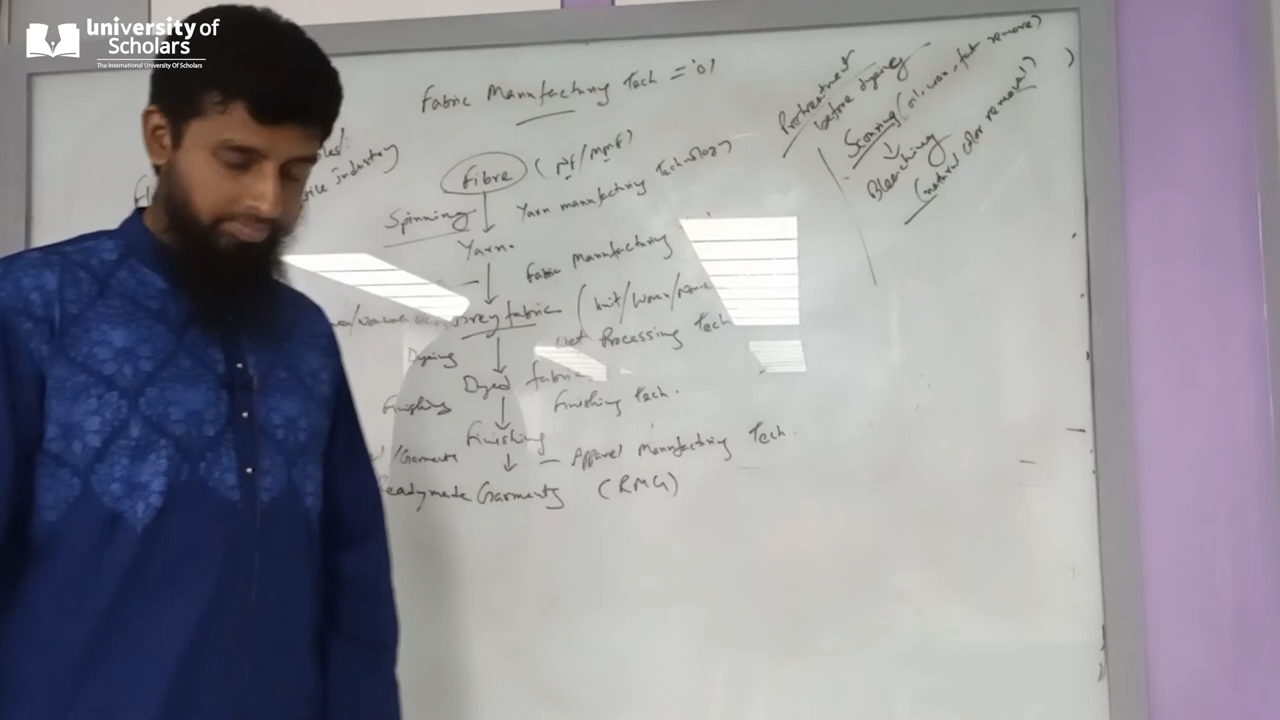 University of
Scholars
The International University Of Scholars
Fabric Manufacturing Tech = 01
Pretreatment
before dyeing
Scouring (oil, wax, fat remove)
↓
Bleaching
(natural color removal)
industry
Fibre (NF/MMF)
Spinning ↓ Yarn manufacturing Technology
Yarn.
↓ Fabric Manufacturing
Grey fabric (knit/woven/
Dyeing ↓ Wet Processing Tech
Dyed fabric
Finishing ↓ Finishing Tech.
Finishing
/Garments ↓ — Apparel Manufacturing Tech.
Readymade Garments (RMG)